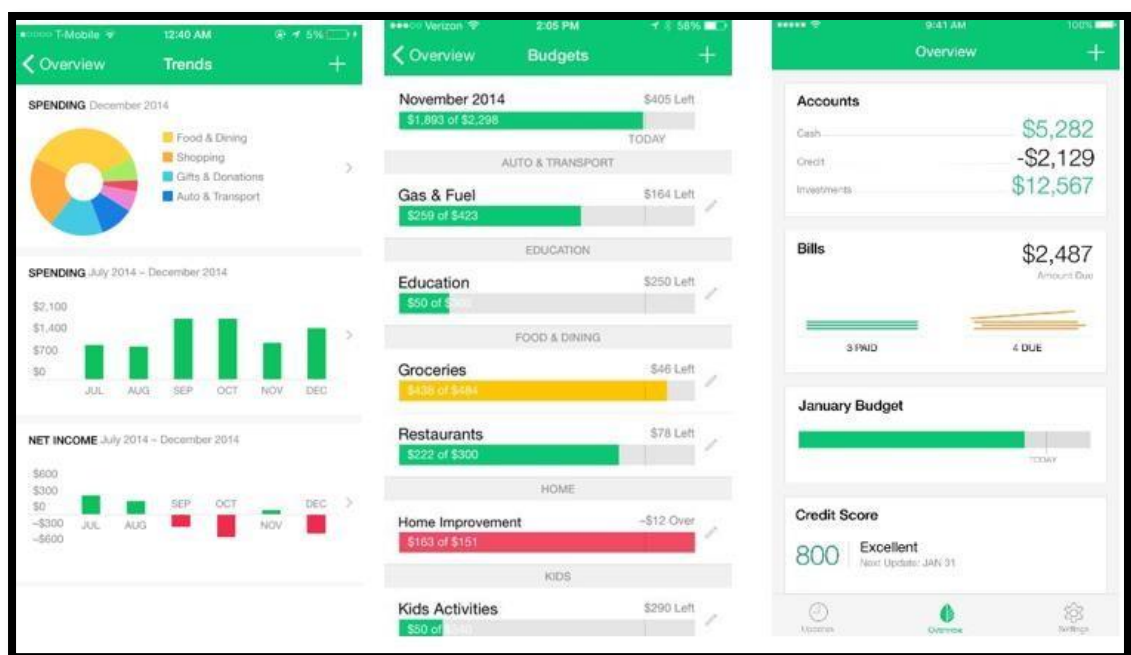 T-Mobile 12:40 AM 5%
Overview Trends +
SPENDING December 2014
Food & Dining
Shopping
Gifts & Donations
Auto & Transport
SPENDING July 2014 – December 2014
$2,100
$1,400
$700
$0
JUL AUG SEP OCT NOV DEC
NET INCOME July 2014 – December 2014
$600
$300
$0
–$300
–$600
SEP OCT DEC
JUL AUG NOV
Verizon 2:05 PM 56%
Overview Budgets +
November 2014 $405 Left
$1,893 of $2,298
TODAY
AUTO & TRANSPORT
Gas & Fuel $164 Left
$259 of $423
EDUCATION
Education $250 Left
$50 of
FOOD & DINING
Groceries $46 Left
$438 of $484
Restaurants $78 Left
$222 of $300
HOME
Home Improvement –$12 Over
$163 of $151
KIDS
Kids Activities $290 Left
$50 of
9:41 AM 100%
Overview +
Accounts
Cash $5,282
Credit -$2,129
Investments $12,567
Bills $2,487
Amount Due
3 PAID 4 DUE
January Budget
TODAY
Credit Score
800 Excellent
Next Update: JAN 31
Overview Settings